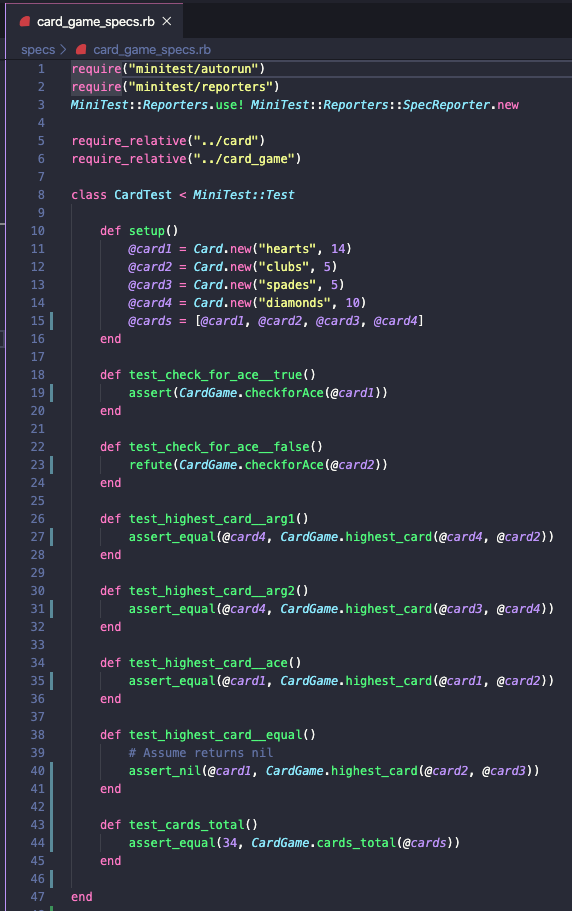 card_game_specs.rb ×
specs > card_game_specs.rb
1 require("minitest/autorun")
2 require("minitest/reporters")
3 MiniTest::Reporters.use! MiniTest::Reporters::SpecReporter.new
4
5 require_relative("../card")
6 require_relative("../card_game")
7
8 class CardTest < MiniTest::Test
9
10 def setup()
11 @card1 = Card.new("hearts", 14)
12 @card2 = Card.new("clubs", 5)
13 @card3 = Card.new("spades", 5)
14 @card4 = Card.new("diamonds", 10)
15 @cards = [@card1, @card2, @card3, @card4]
16 end
17
18 def test_check_for_ace__true()
19 assert(CardGame.checkforAce(@card1))
20 end
21
22 def test_check_for_ace__false()
23 refute(CardGame.checkforAce(@card2))
24 end
25
26 def test_highest_card__arg1()
27 assert_equal(@card4, CardGame.highest_card(@card4, @card2))
28 end
29
30 def test_highest_card__arg2()
31 assert_equal(@card4, CardGame.highest_card(@card3, @card4))
32 end
33
34 def test_highest_card__ace()
35 assert_equal(@card1, CardGame.highest_card(@card1, @card2))
36 end
37
38 def test_highest_card__equal()
39 # Assume returns nil
40 assert_nil(@card1, CardGame.highest_card(@card2, @card3))
41 end
42
43 def test_cards_total()
44 assert_equal(34, CardGame.cards_total(@cards))
45 end
46
47 end